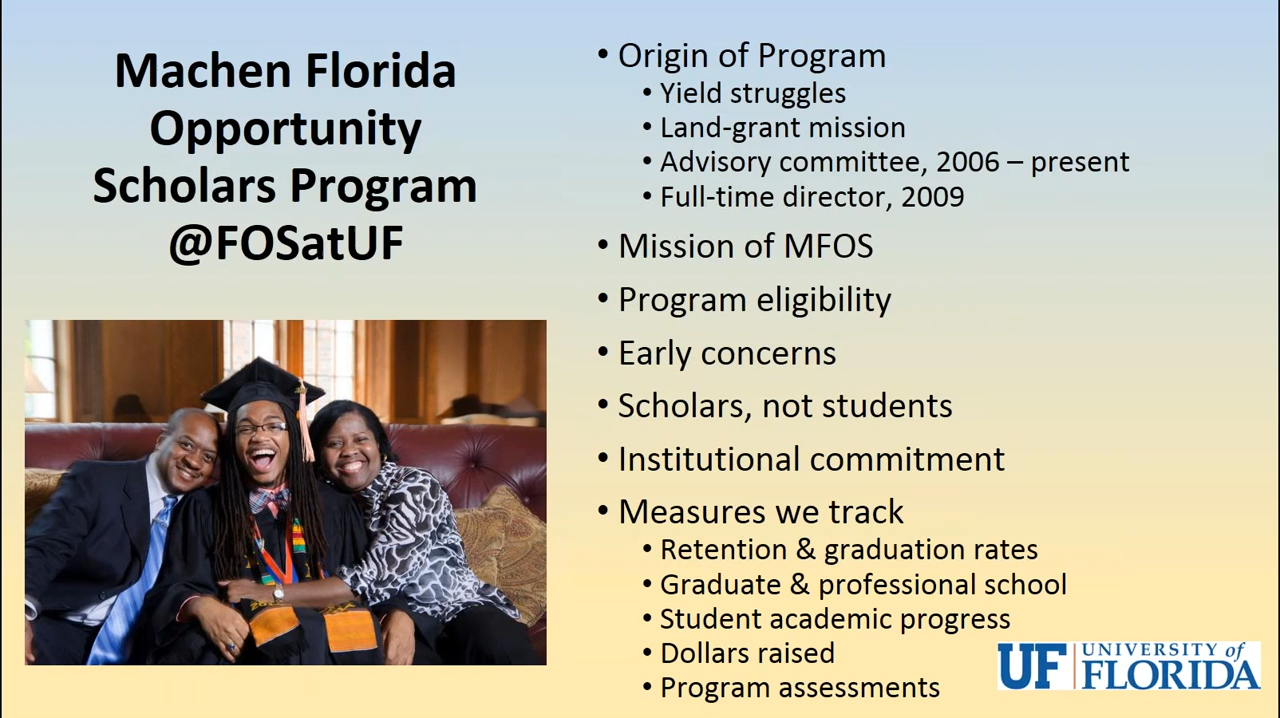 Machen Florida
Opportunity
Scholars Program
@FOSatUF
• Origin of Program
• Yield struggles
• Land-grant mission
• Advisory committee, 2006 – present
• Full-time director, 2009
• Mission of MFOS
• Program eligibility
• Early concerns
• Scholars, not students
• Institutional commitment
• Measures we track
• Retention & graduation rates
• Graduate & professional school
• Student academic progress
• Dollars raised
• Program assessments
UF UNIVERSITY of
FLORIDA